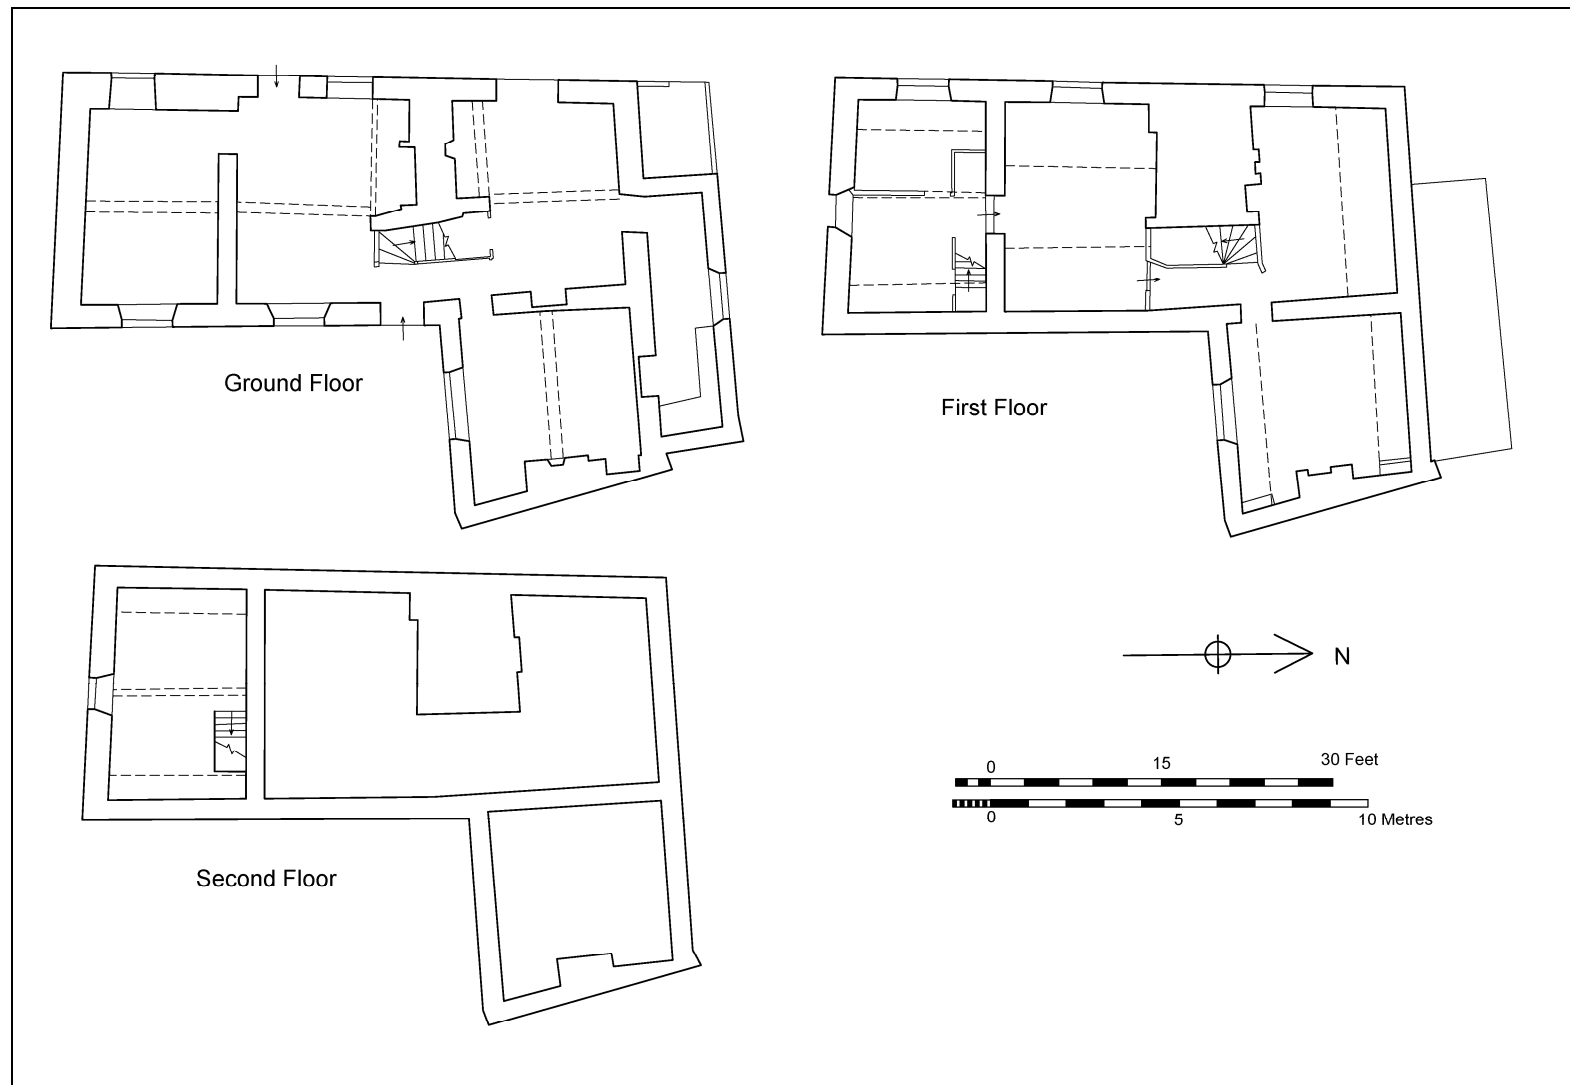 Ground Floor
First Floor
N
0 15 30 Feet
0 5 10 Metres
Second Floor